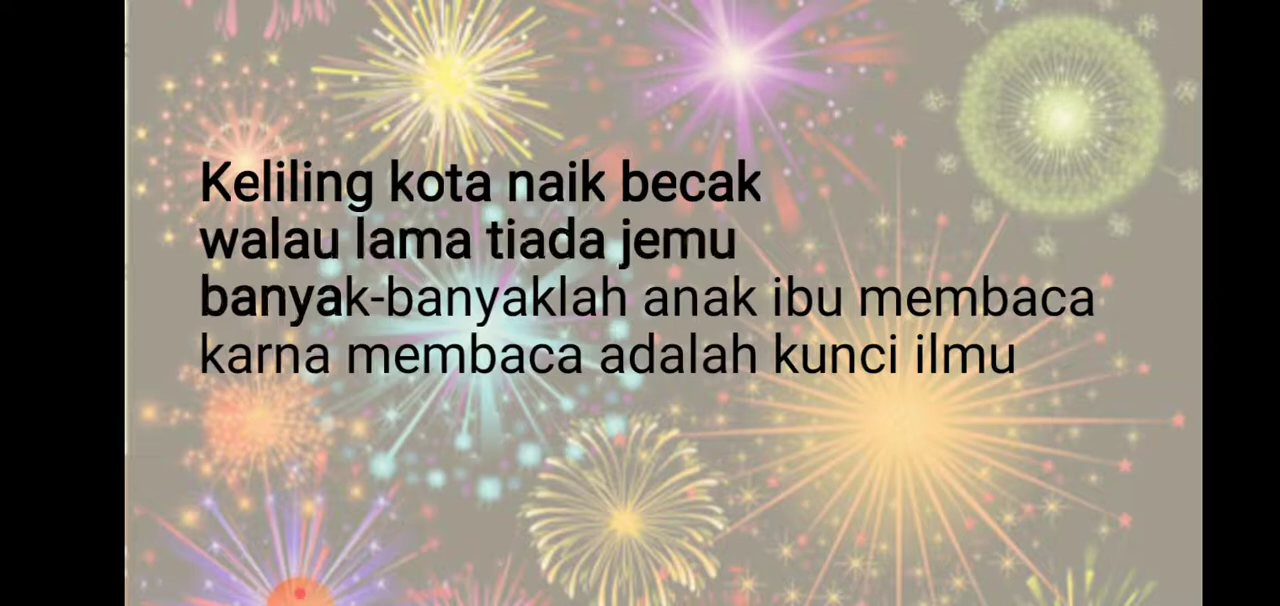 Keliling kota naik becak
walau lama tiada jemu
banyak-banyaklah anak ibu membaca
karna membaca adalah kunci ilmu